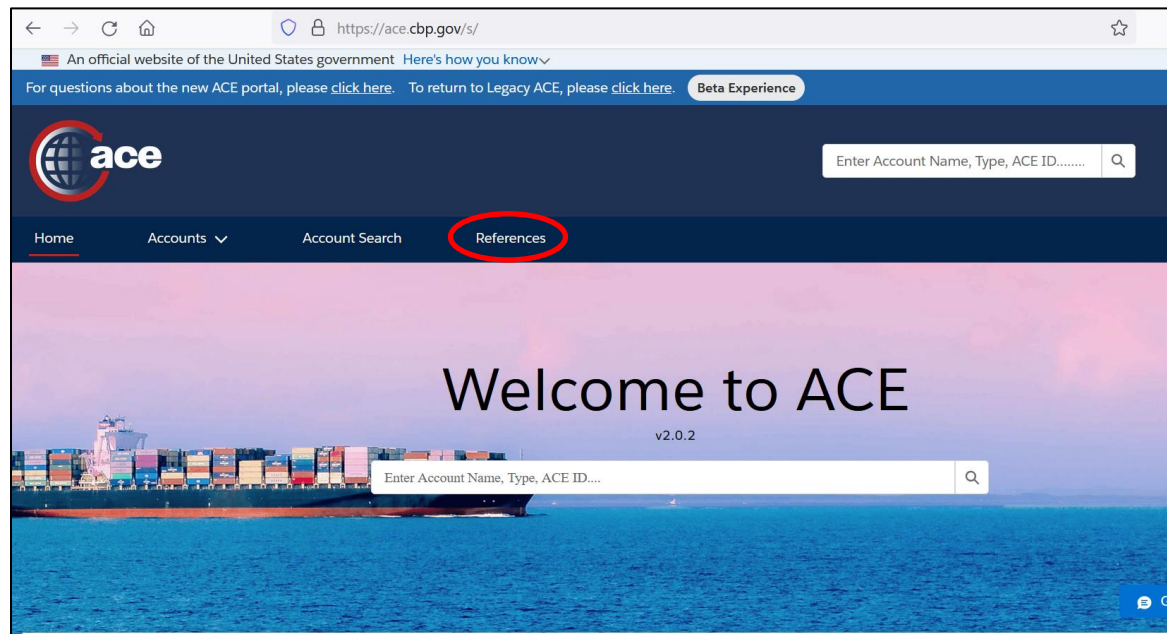 https://ace.cbp.gov/s/
An official website of the United States government Here's how you know
For questions about the new ACE portal, please click here. To return to Legacy ACE, please click here. Beta Experience
ace
Enter Account Name, Type, ACE ID........
Home Accounts Account Search References
Welcome to ACE
v2.0.2
Enter Account Name, Type, ACE ID....